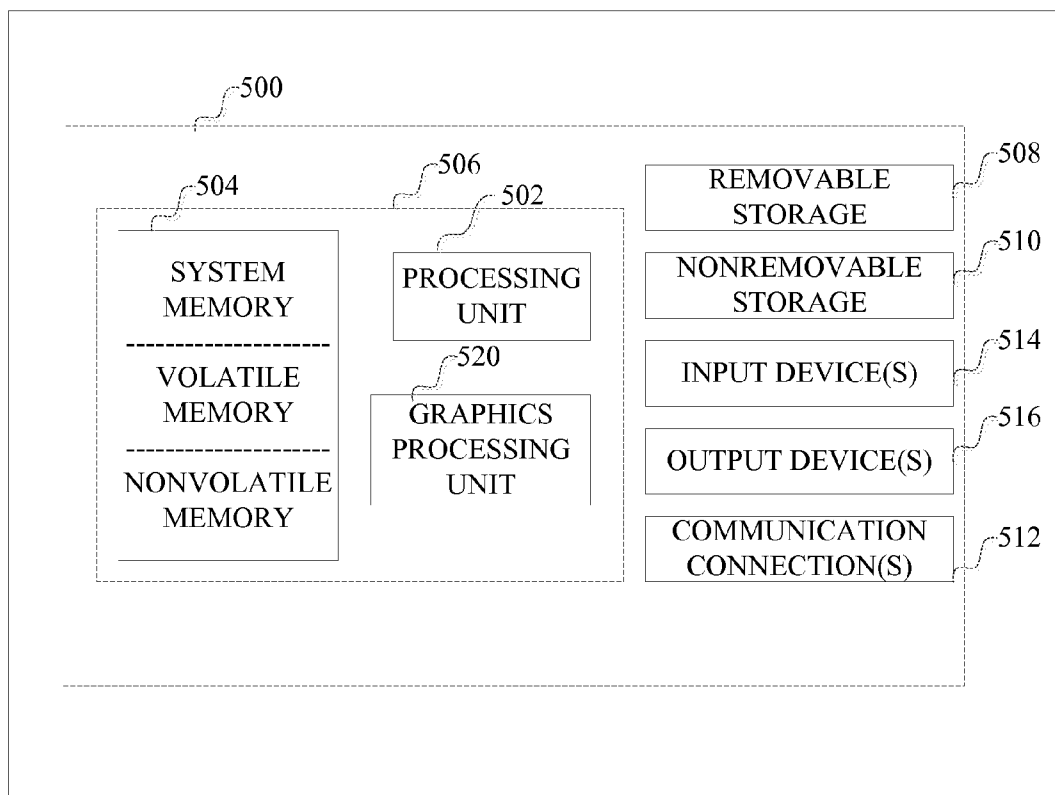 500
506
504
502
508
REMOVABLE
STORAGE
SYSTEM
MEMORY
PROCESSING
UNIT
510
NONREMOVABLE
STORAGE
520
514
VOLATILE
MEMORY
INPUT DEVICE(S)
GRAPHICS
PROCESSING
UNIT
516
OUTPUT DEVICE(S)
NONVOLATILE
MEMORY
512
COMMUNICATION
CONNECTION(S)